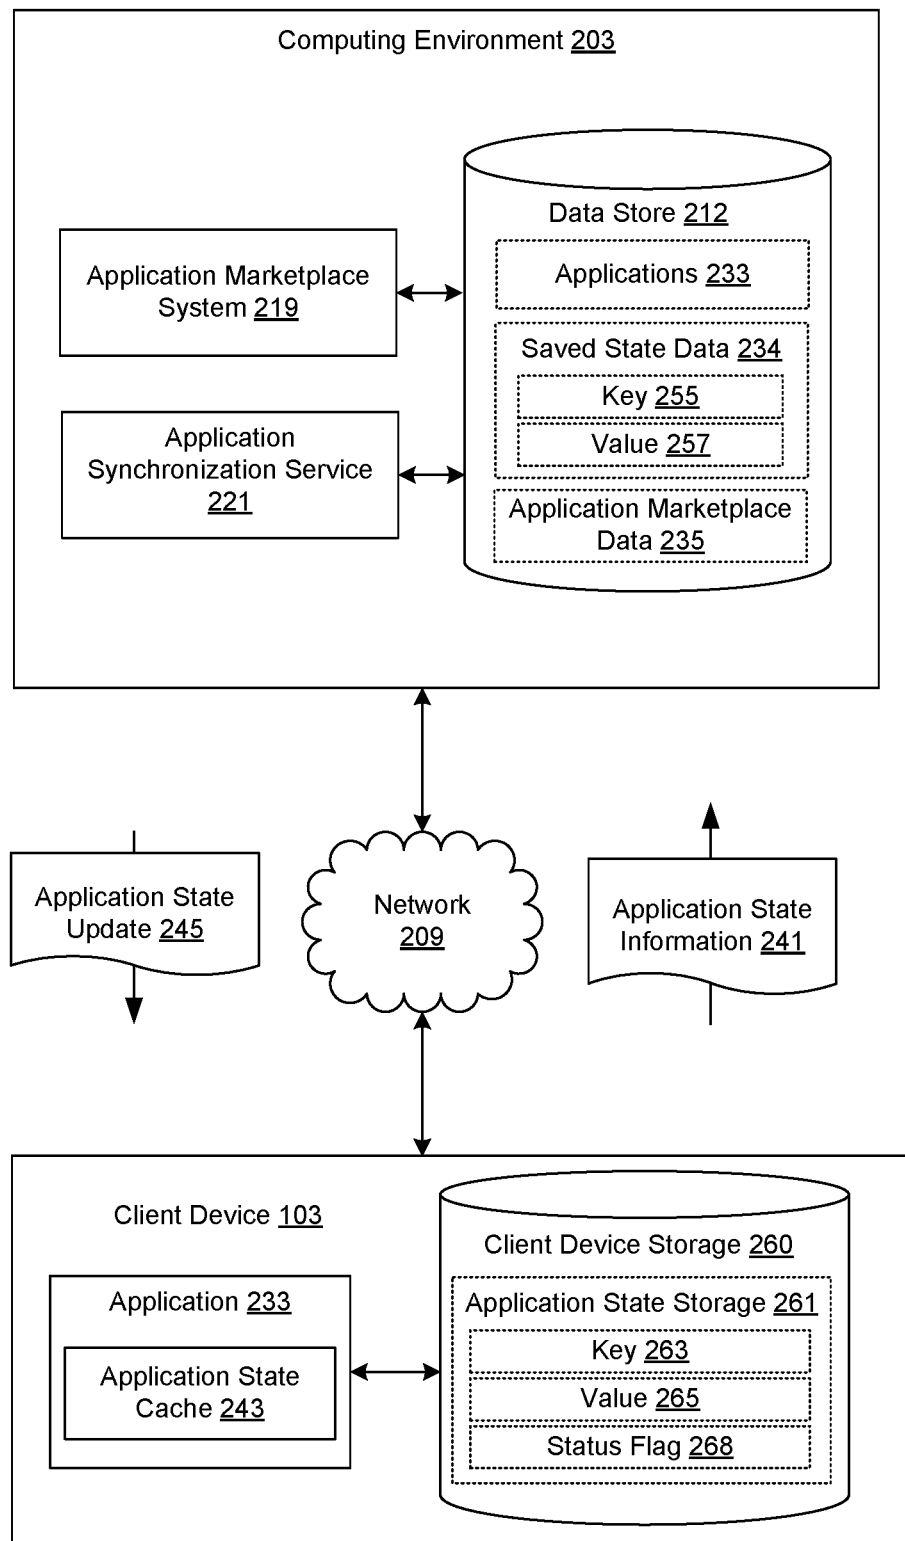 Computing Environment 203
Data Store 212
Applications 233
Application Marketplace
System 219
Saved State Data 234
Key 255
Value 257
Application
Synchronization Service
221
Application Marketplace
Data 235
Application State
Update 245
Network
209
Application State
Information 241
Client Device 103
Client Device Storage 260
Application 233
Application State Storage 261
Application State
Cache 243
Key 263
Value 265
Status Flag 268